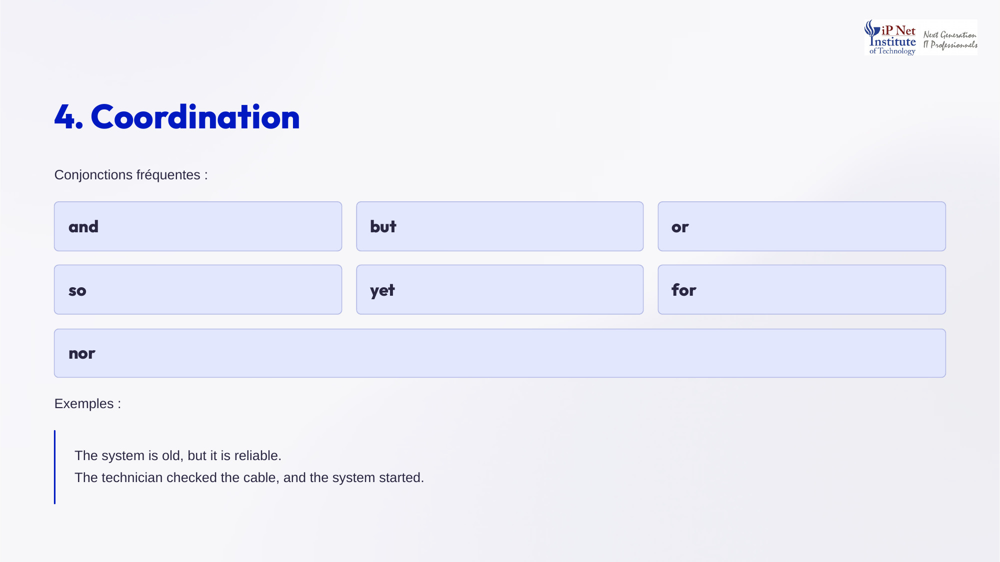 iP Net
Institute
of Technology
Next Generation
IT Professionnels
4. Coordination
Conjonctions fréquentes :
and
but
or
so
yet
for
nor
Exemples :
The system is old, but it is reliable.
The technician checked the cable, and the system started.